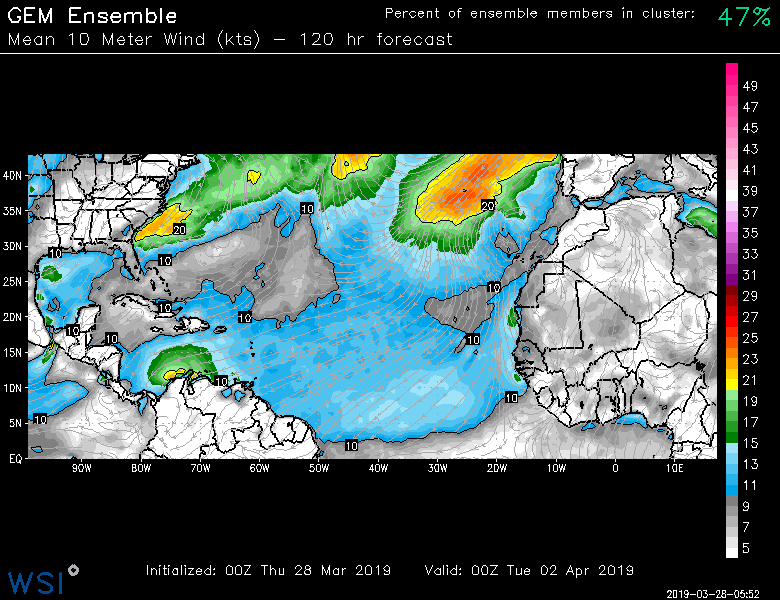 GEM Ensemble
Percent of ensemble members in cluster: 47%
Mean 10 Meter Wind (kts) – 120 hr forecast
49
47
45
43
41
39
37
35
33
31
29
27
25
23
21
19
17
15
13
11
9
7
5
40N
35N
30N
25N
20N
15N
10N
5N
EQ
10
20
20
10
10
10
10
10
10
10
10
10
10
10
10
90W
80W
70W
60W
50W
40W
30W
20W
10W
0
10E
Initialized: 00Z Thu 28 Mar 2019 Valid: 00Z Tue 02 Apr 2019
WSI
2019-03-28-05:52